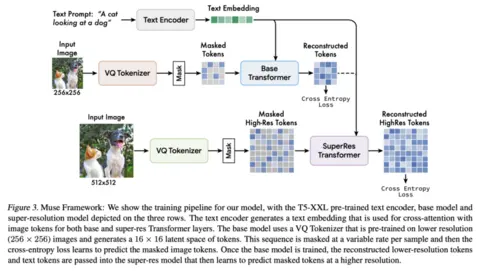 Text Prompt: "A cat
looking at a dog"
Text Encoder
Text Embedding
Input
Image
256x256
VQ Tokenizer
Mask
Masked
Tokens
Base
Transformer
Reconstructed
Tokens
Cross Entropy
Loss
Input Image
512x512
VQ Tokenizer
Mask
Masked
High-Res Tokens
SuperRes
Transformer
Reconstructed
HighRes Tokens
Cross Entropy
Loss
Figure 3. Muse Framework: We show the training pipeline for our model, with the T5-XXL pre-trained text encoder, base model and
super-resolution model depicted on the three rows. The text encoder generates a text embedding that is used for cross-attention with
image tokens for both base and super-res Transformer layers. The base model uses a VQ Tokenizer that is pre-trained on lower resolution
(256 × 256) images and generates a 16 × 16 latent space of tokens. This sequence is masked at a variable rate per sample and then the
cross-entropy loss learns to predict the masked image tokens. Once the base model is trained, the reconstructed lower-resolution tokens
and text tokens are passed into the super-res model that then learns to predict masked tokens at a higher resolution.